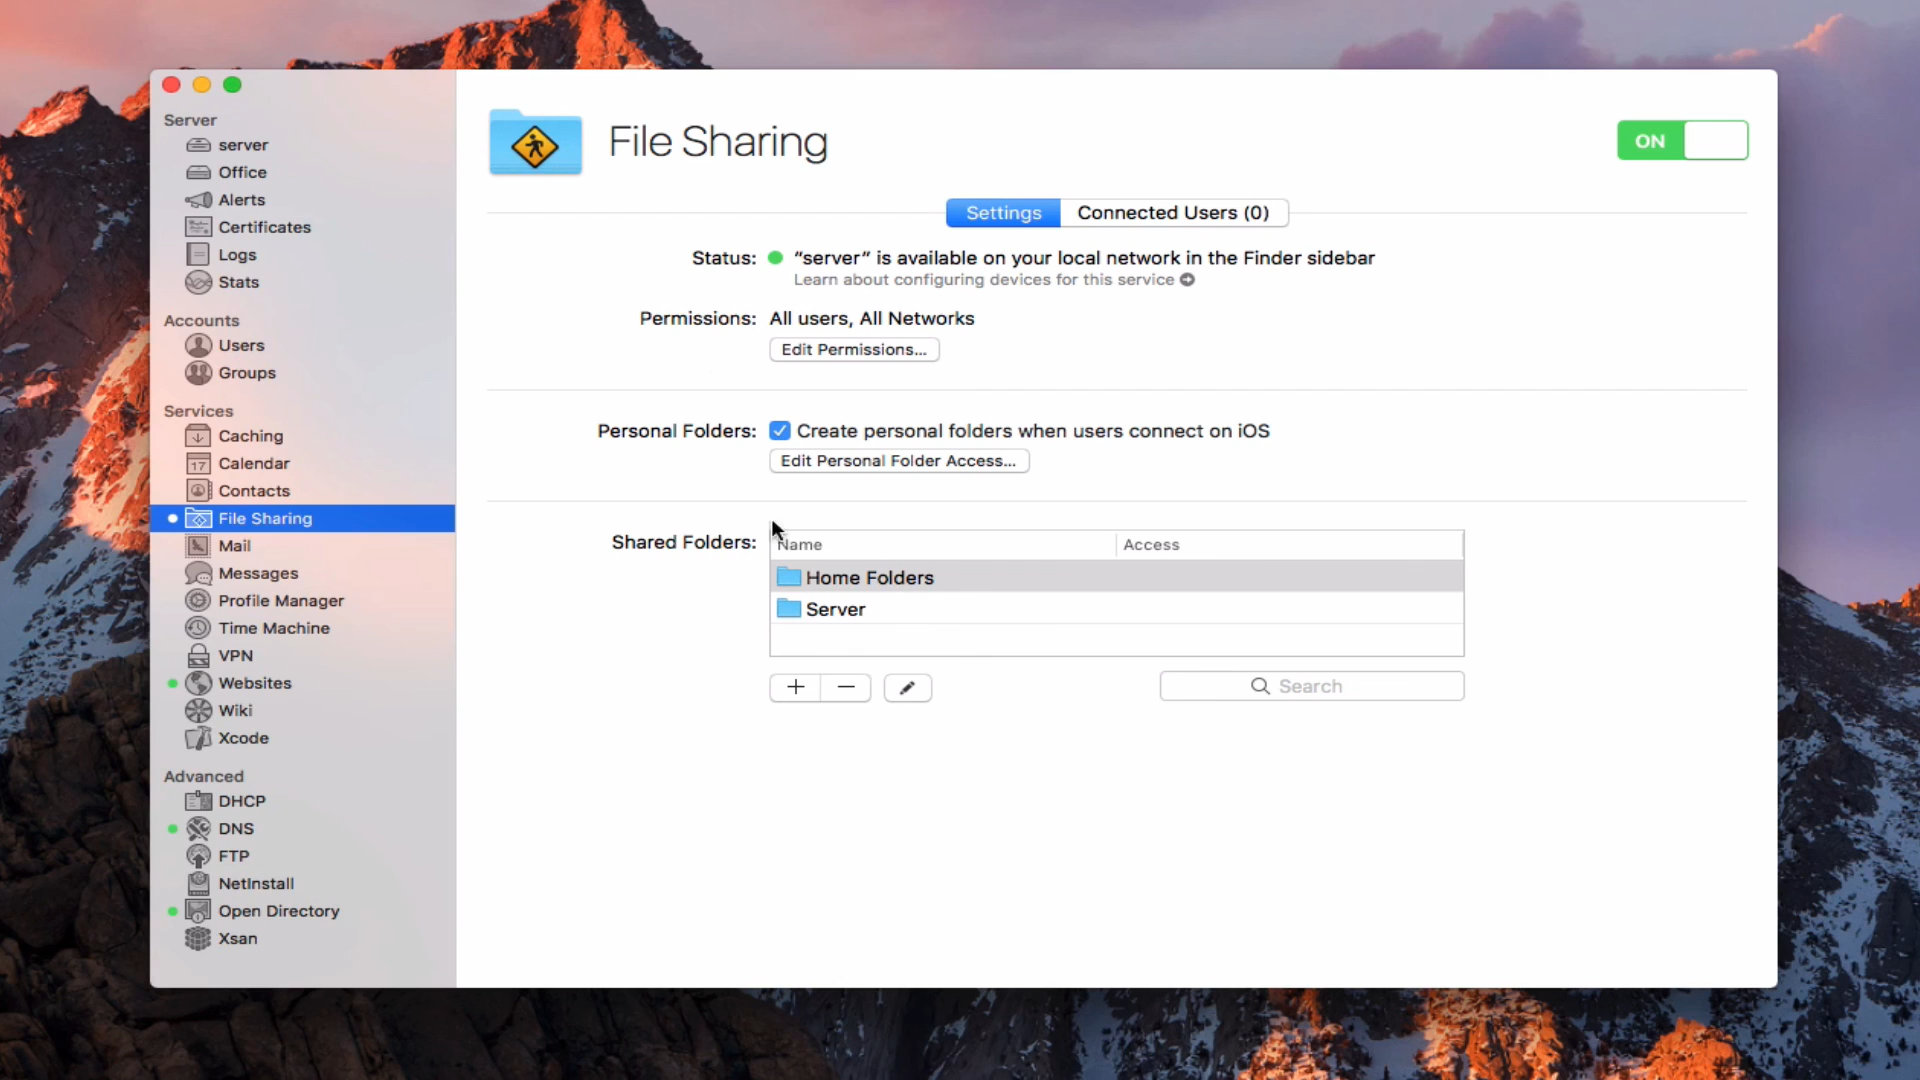 Server
server
Office
Alerts
Certificates
Logs
Stats
Accounts
Users
Groups
Services
Caching
17 Calendar
Contacts
File Sharing
Mail
Messages
Profile Manager
Time Machine
VPN
Websites
Wiki
Xcode
Advanced
DHCP
DNS
FTP
NetInstall
Open Directory
Xsan
File Sharing
ON
Settings Connected Users (0)
Status: “server” is available on your local network in the Finder sidebar
Learn about configuring devices for this service
Permissions: All users, All Networks
Edit Permissions...
Personal Folders: Create personal folders when users connect on iOS
Edit Personal Folder Access...
Shared Folders: Name Access
Home Folders
Server
Search